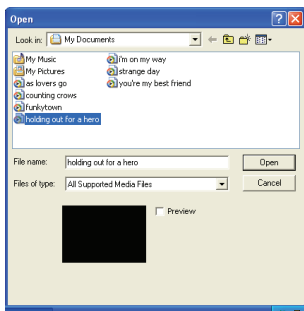 Open
Look in: My Documents
My Music
My Pictures
as lovers go
counting crows
funkytown
holding out for a hero
i'm on my way
strange day
you're my best friend
File name: holding out for a hero Open
Files of type: All Supported Media Files Cancel
Preview